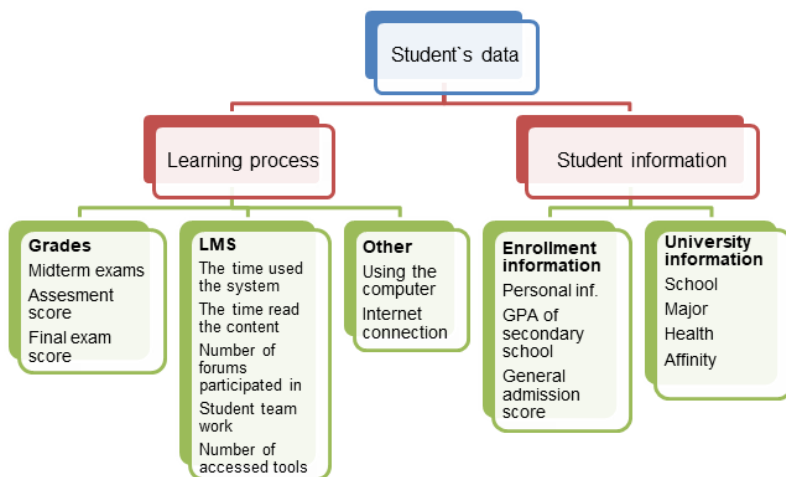 Student`s data
Learning process
Student information
Grades
Midterm exams
Assesment
score
Final exam
score
LMS
The time used
the system
The time read
the content
Number of
forums
participated in
Student team
work
Number of
accessed tools
Other
Using the
computer
Internet
connection
Enrollment
information
Personal inf.
GPA of
secondary
school
General
admission
score
University
information
School
Major
Health
Affinity